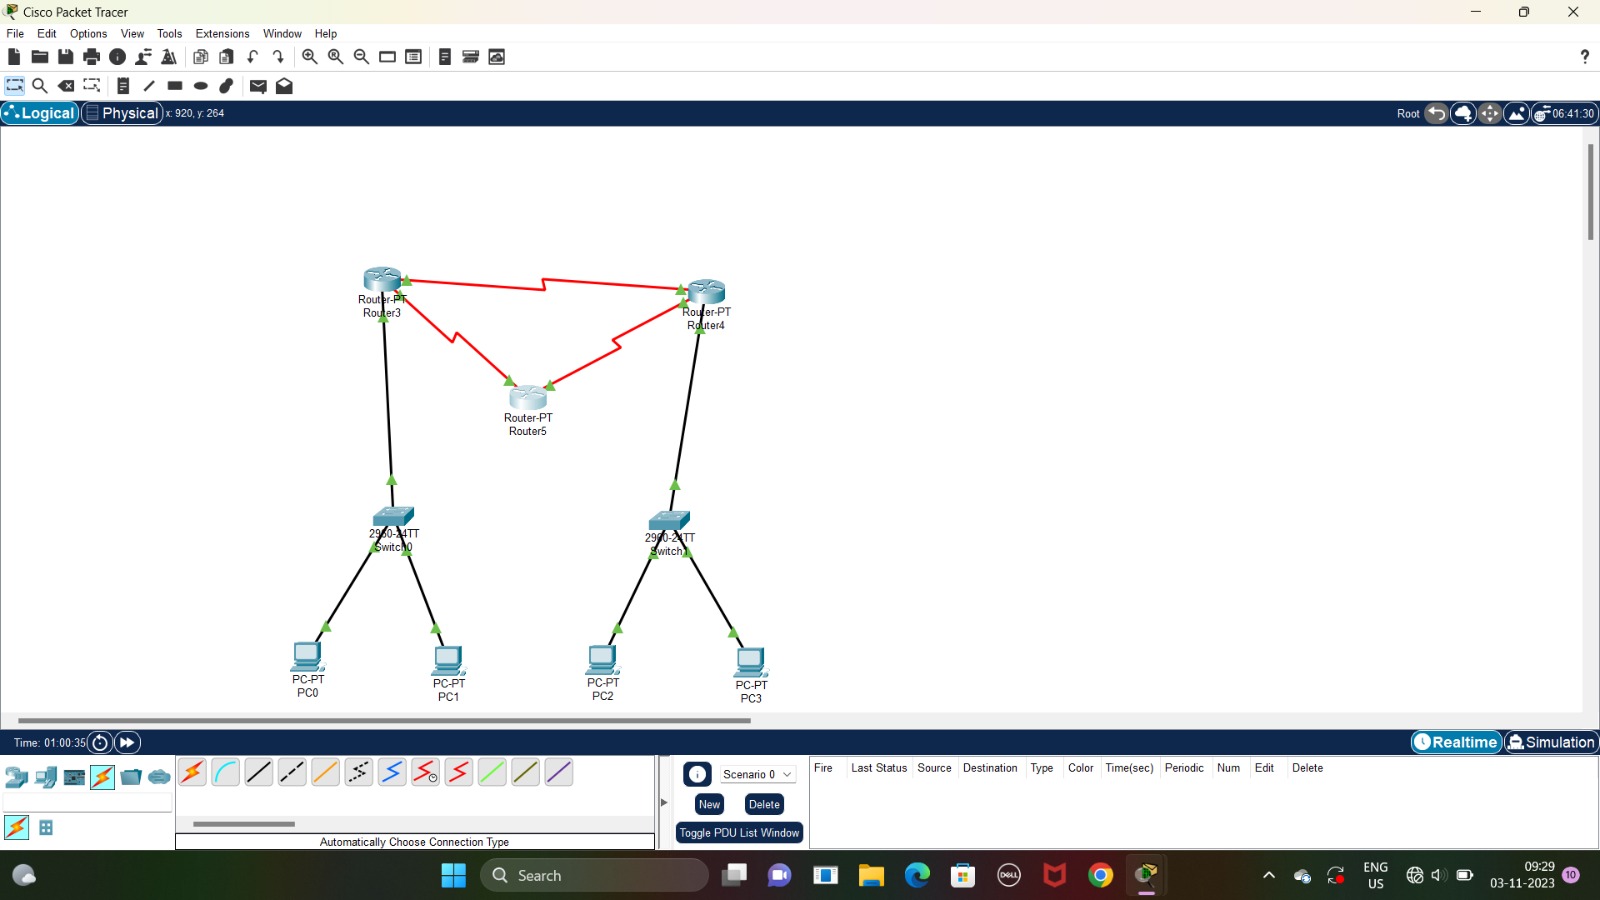 Cisco Packet Tracer
File Edit Options View Tools Extensions Window Help
?
Logical Physical x: 920, y: 264 Root 06:41:30
Router-PT
Router3
Router-PT
Router4
Router-PT
Router5
2960-24TT
Switch0
2960-24TT
Switch1
PC-PT
PC0
PC-PT
PC1
PC-PT
PC2
PC-PT
PC3
Time: 01:00:35 Realtime Simulation
Scenario 0
New Delete
Toggle PDU List Window
Fire Last Status Source Destination Type Color Time(sec) Periodic Num Edit Delete
Automatically Choose Connection Type
Search
DELL
ENG
US
09:29
03-11-2023
10